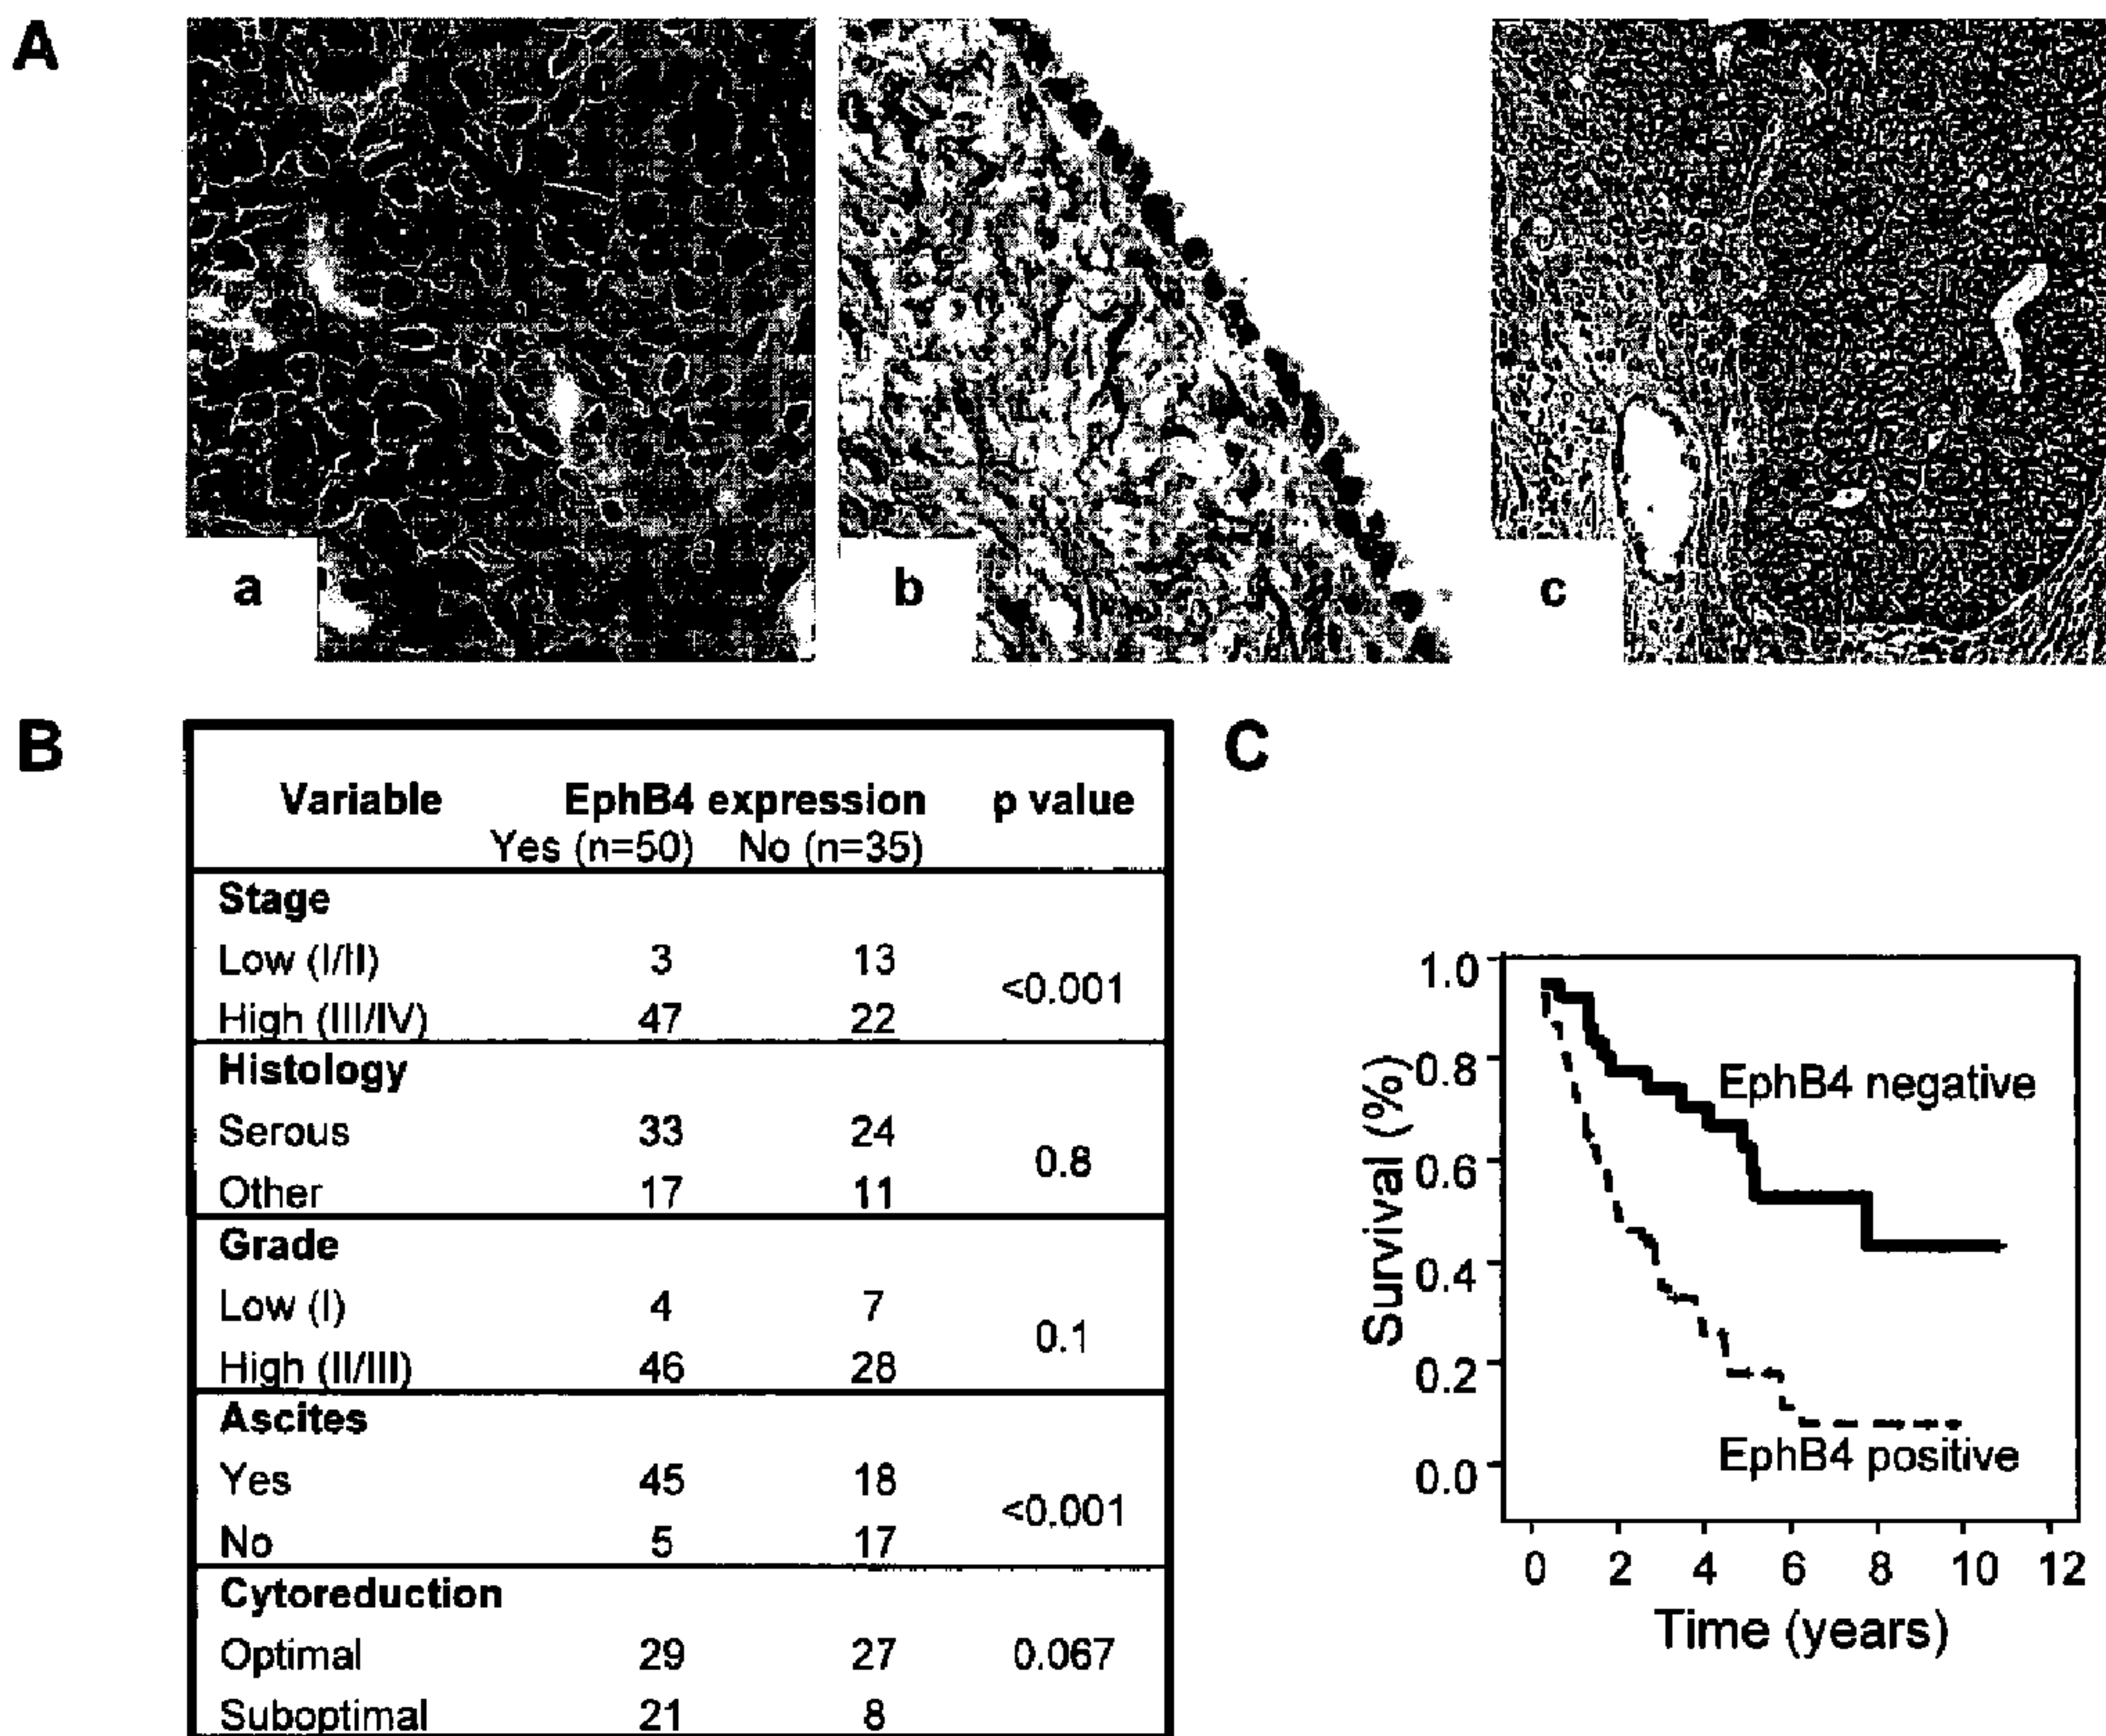 A
a
b
c
B
Variable EphB4 expression p value
Yes (n=50) No (n=35)
Stage
Low (I/II) 3 13
<0.001
High (III/IV) 47 22
Histology
Serous 33 24
0.8
Other 17 11
Grade
Low (I) 4 7
0.1
High (II/III) 46 28
Ascites
Yes 45 18
<0.001
No 5 17
Cytoreduction
Optimal 29 27 0.067
Suboptimal 21 8
C
Survival (%)
1.0
0.8
0.6
0.4
0.2
0.0
EphB4 negative
EphB4 positive
0 2 4 6 8 10 12
Time (years)